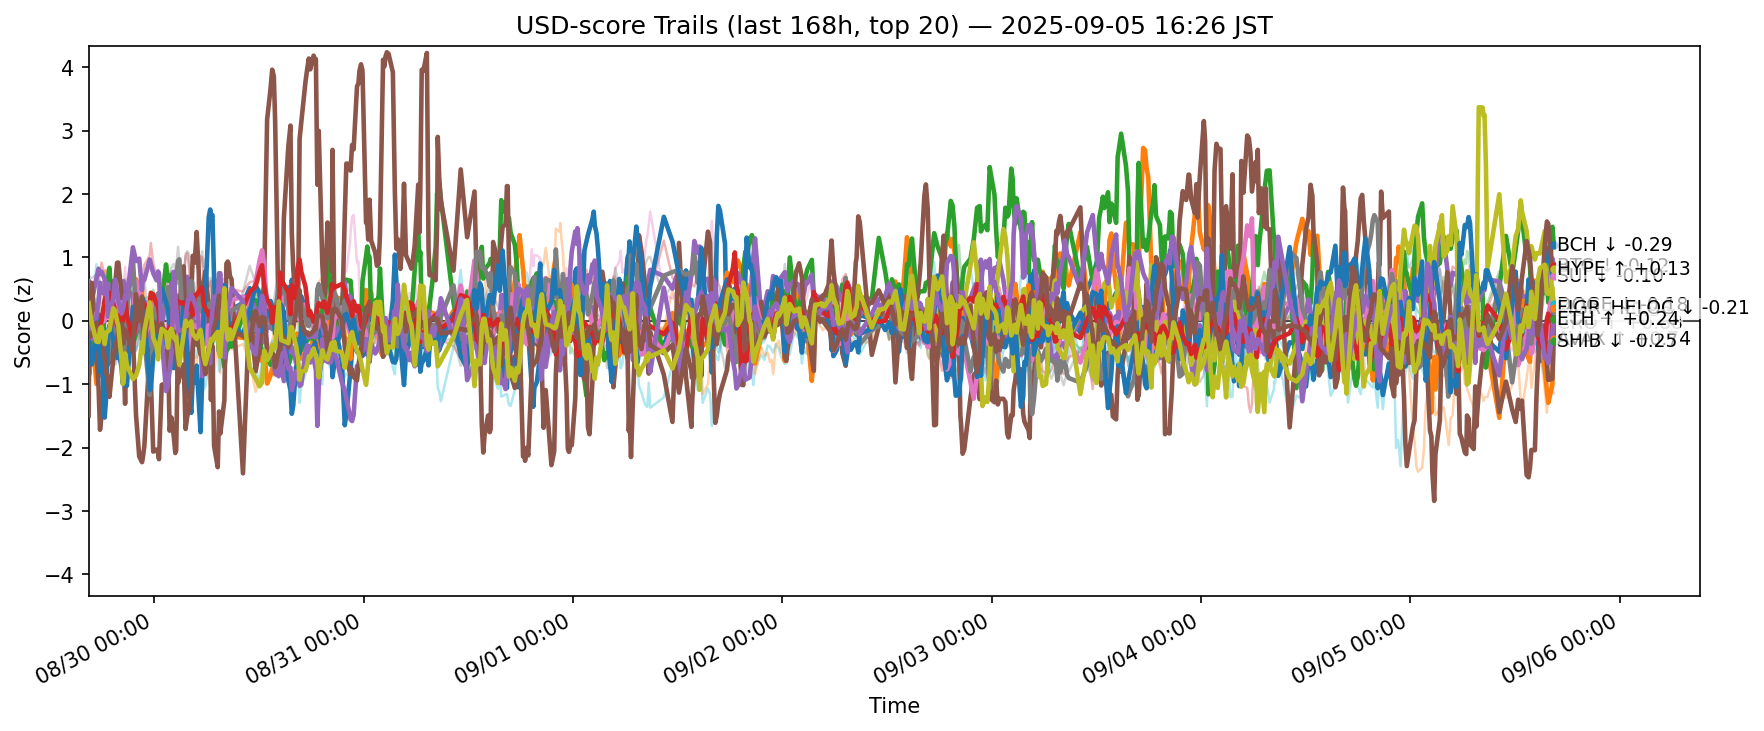 USD-score Trails (last 168h, top 20) — 2025-09-05 16:26 JST
Score (z)
4
3
2
1
0
−1
−2
−3
−4
BCH ↓ -0.29
HYPE ↑ +0.13
SUI ↓ -0.10
FIGR_HELOC ↓ -0.21
ETH ↑ +0.24
SHIB ↓ -0.25
08/30 00:00
08/31 00:00
09/01 00:00
09/02 00:00
09/03 00:00
09/04 00:00
09/05 00:00
09/06 00:00
Time